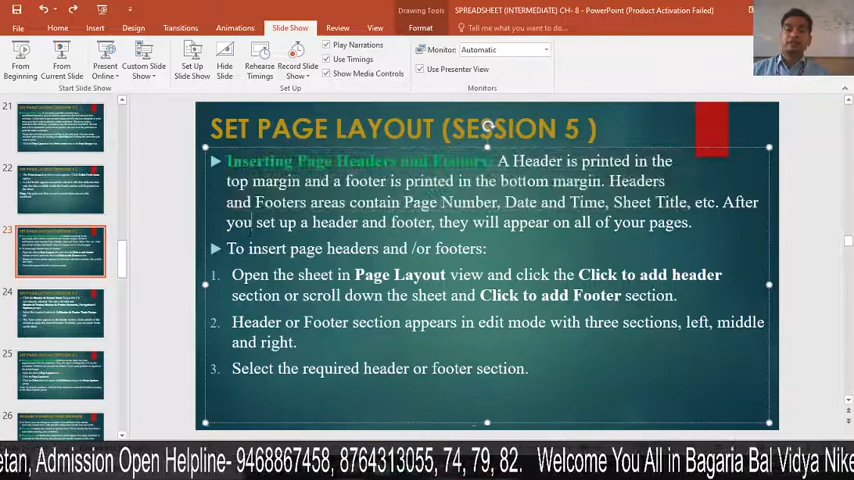 Drawing Tools
SPREADSHEET (INTERMEDIATE) CH- 8 - PowerPoint (Product Activation Failed)
File Home Insert Design Transitions Animations Slide Show Review View Format Tell me what you want to do...
From Beginning
From Current Slide
Present Online
Custom Slide Show
Set Up Slide Show
Hide Slide
Rehearse Timings
Record Slide Show
Play Narrations
Use Timings
Show Media Controls
Monitor: Automatic
Use Presenter View
Start Slide Show
Set Up
Monitors
21
22
23
24
25
26
SET PAGE LAYOUT (SESSION 5 )
Inserting Page Headers and Footers: A Header is printed in the
top margin and a footer is printed in the bottom margin. Headers
and Footers areas contain Page Number, Date and Time, Sheet Title, etc. After
you set up a header and footer, they will appear on all of your pages.
To insert page headers and /or footers:
1. Open the sheet in Page Layout view and click the Click to add header
section or scroll down the sheet and Click to add Footer section.
2. Header or Footer section appears in edit mode with three sections, left, middle
and right.
3. Select the required header or footer section.
etan, Admission Open Helpline- 9468867458, 8764313055, 74, 79, 82. Welcome You All in Bagaria Bal Vidya Nike